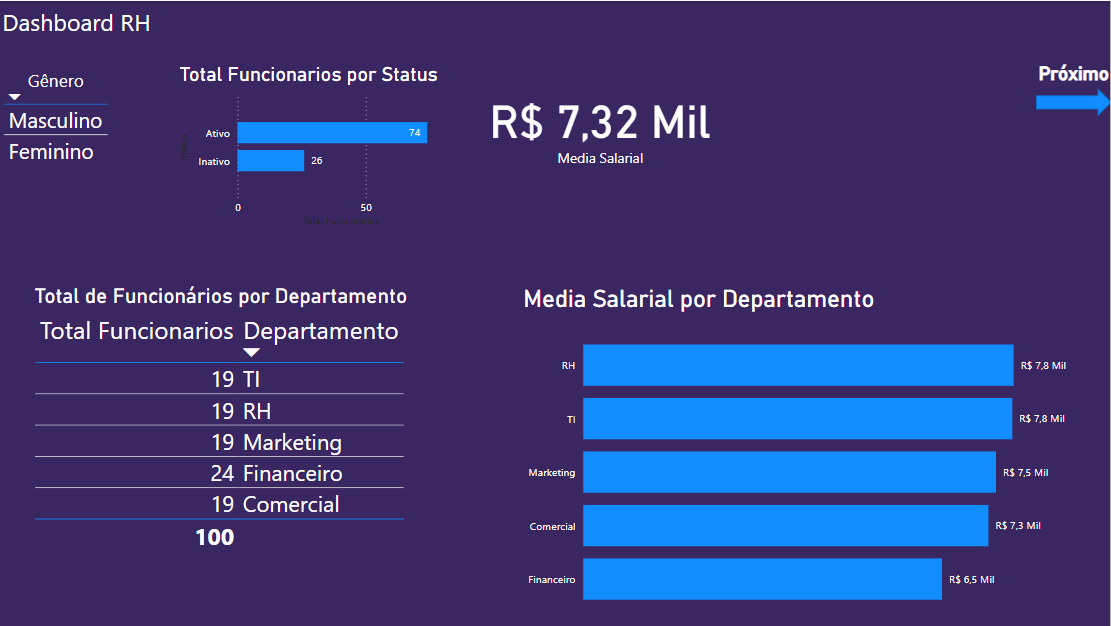 Dashboard RH
Gênero
Masculino
Feminino
Total Funcionarios por Status
Status
Ativo 74
Inativo 26
0 50
Total Funcionarios
R$ 7,32 Mil
Media Salarial
Próximo
Total de Funcionários por Departamento
Total Funcionarios Departamento
19 TI
19 RH
19 Marketing
24 Financeiro
19 Comercial
100
Media Salarial por Departamento
RH R$ 7,8 Mil
TI R$ 7,8 Mil
Marketing R$ 7,5 Mil
Comercial R$ 7,3 Mil
Financeiro R$ 6,5 Mil